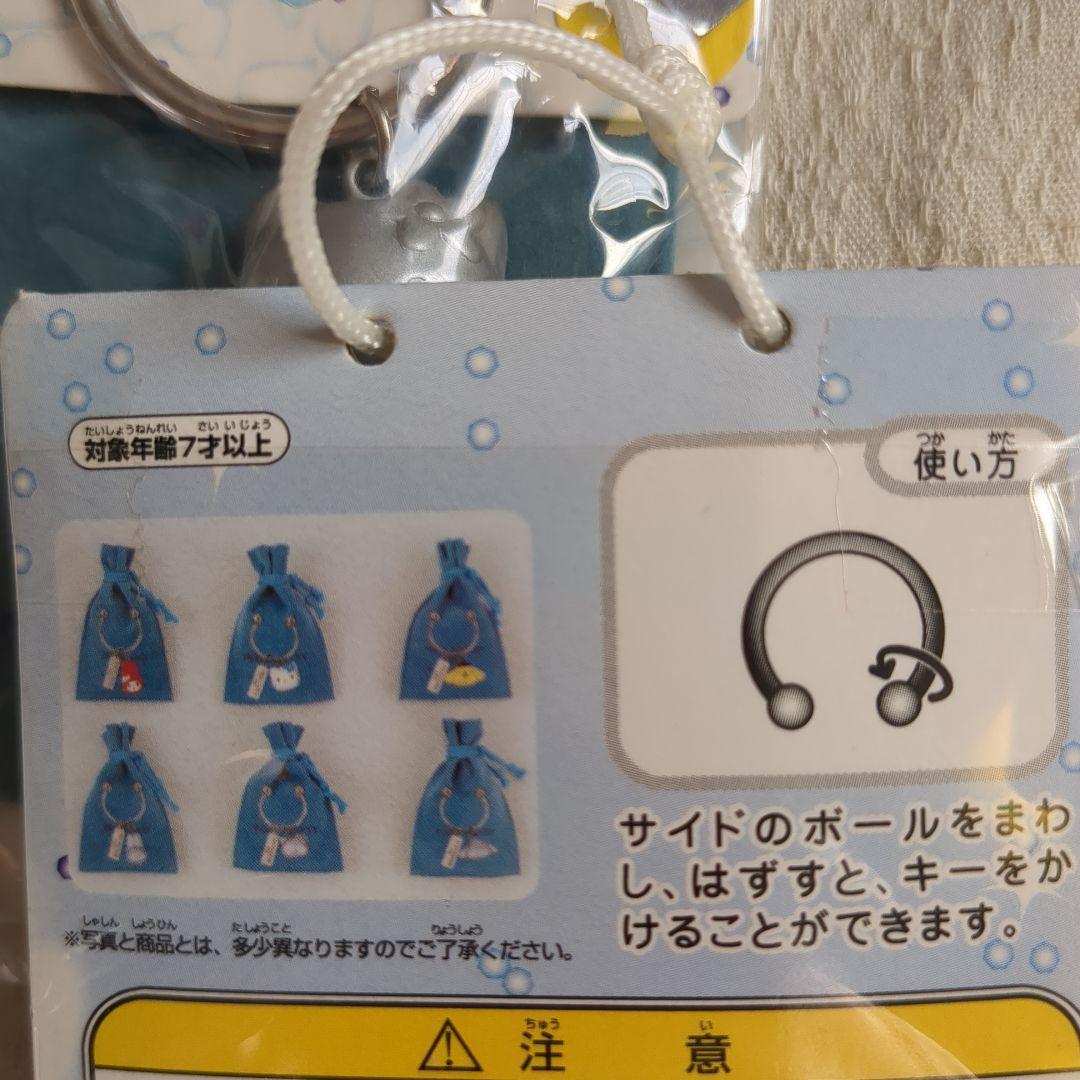 たいしょうねんれい さい いじょう
対象年齢7才以上
つか かた
使い方
サイドのボールをまわ
し、はずすと、キーをか
けることができます。
しゃしん しょうひん たしょうこと りょうしょう
※写真と商品とは、多少異なりますのでご了承ください。
ちゅう い
注 意